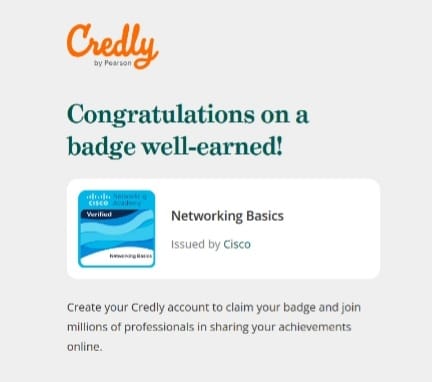 Credly
by Pearson
Congratulations on a
badge well-earned!
Networking
CISCO Academy
Verified
Networking Basics
Networking Basics
Issued by Cisco
Create your Credly account to claim your badge and join
millions of professionals in sharing your achievements
online.